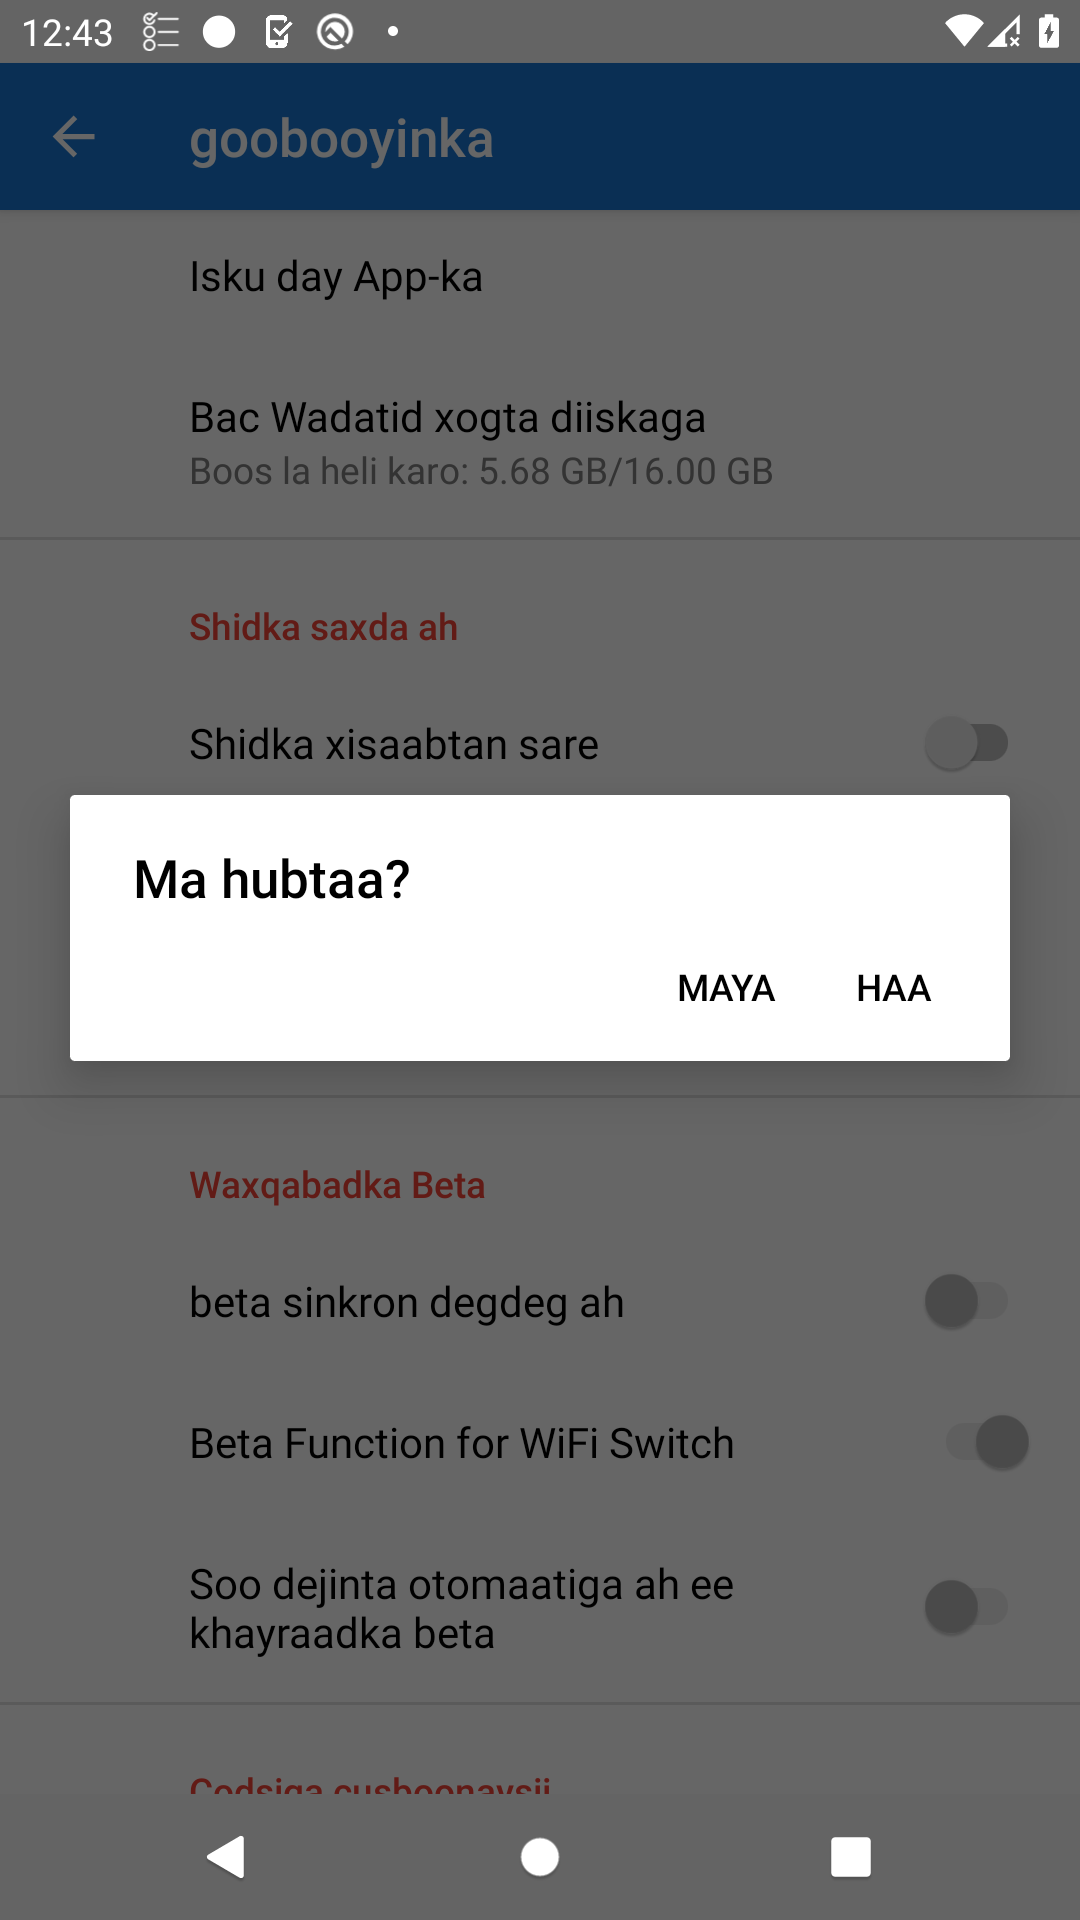 12:43
goobooyinka
Isku day App-ka
Bac Wadatid xogta diiskaga
Boos la heli karo: 5.68 GB/16.00 GB
Shidka saxda ah
Shidka xisaabtan sare
Ma hubtaa?
MAYA HAA
Waxqabadka Beta
beta sinkron degdeg ah
Beta Function for WiFi Switch
Soo dejinta otomaatiga ah ee
khayraadka beta
Codsiga cusboonaysii